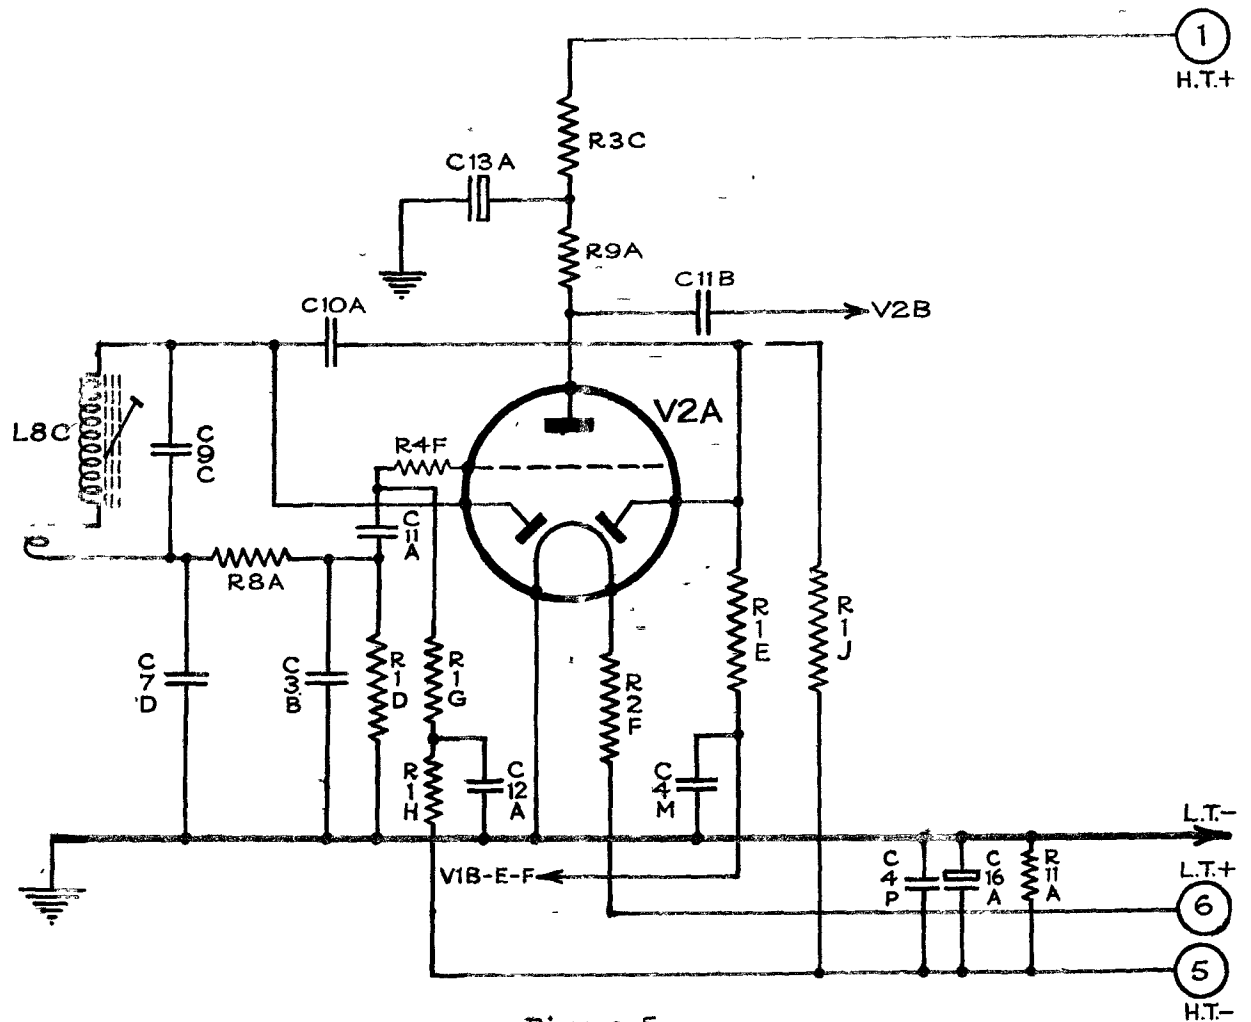 1
H.T.+
R3C
C13A
R9A
C11B
V2B
C10A
V2A
L8C
C
9
C
R4F
C
11
A
R8A
C
7
D
C
3
B
R
1
D
R
1
G
R
1
H
C
12
A
R
2
F
C
4
M
R
1
E
R
1
J
L.T.-
V1B-E-F
C
4
P
C
16
A
R
11
A
L.T.+
6
5
H.T.-